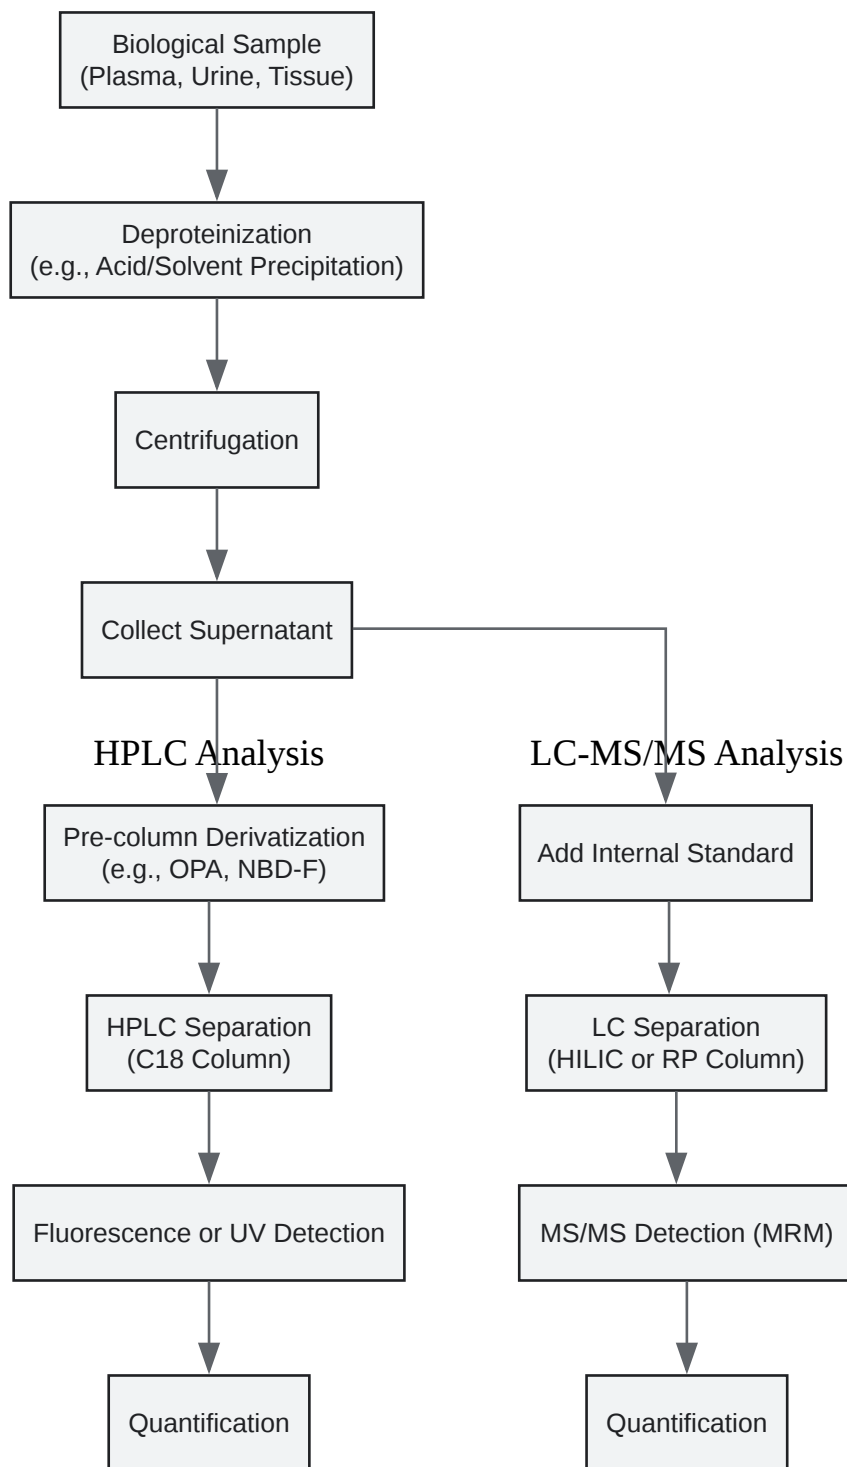 Biological Sample
(Plasma, Urine, Tissue)
Deproteinization
(e.g., Acid/Solvent Precipitation)
Centrifugation
Collect Supernatant
HPLC Analysis
Pre-column Derivatization
(e.g., OPA, NBD-F)
HPLC Separation
(C18 Column)
Fluorescence or UV Detection
Quantification
LC-MS/MS Analysis
Add Internal Standard
LC Separation
(HILIC or RP Column)
MS/MS Detection (MRM)
Quantification